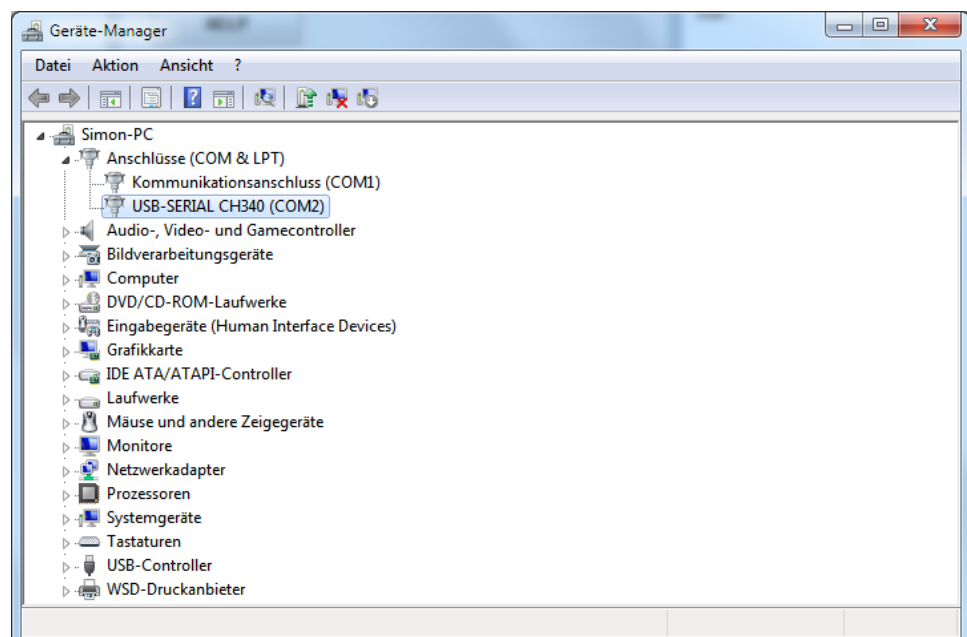 Geräte-Manager
Datei Aktion Ansicht ?
Simon-PC
Anschlüsse (COM & LPT)
Kommunikationsanschluss (COM1)
USB-SERIAL CH340 (COM2)
Audio-, Video- und Gamecontroller
Bildverarbeitungsgeräte
Computer
DVD/CD-ROM-Laufwerke
Eingabegeräte (Human Interface Devices)
Grafikkarte
IDE ATA/ATAPI-Controller
Laufwerke
Mäuse und andere Zeigegeräte
Monitore
Netzwerkadapter
Prozessoren
Systemgeräte
Tastaturen
USB-Controller
WSD-Druckanbieter